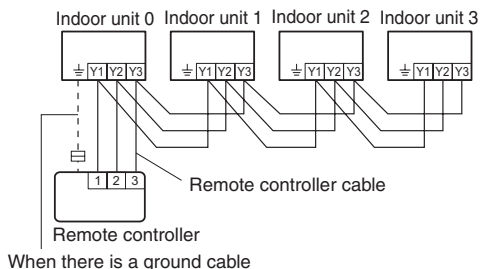 Indoor unit 0 Indoor unit 1 Indoor unit 2 Indoor unit 3
Y1 Y2 Y3 Y1 Y2 Y3 Y1 Y2 Y3 Y1 Y2 Y3
1 2 3
Remote controller cable
Remote controller
When there is a ground cable